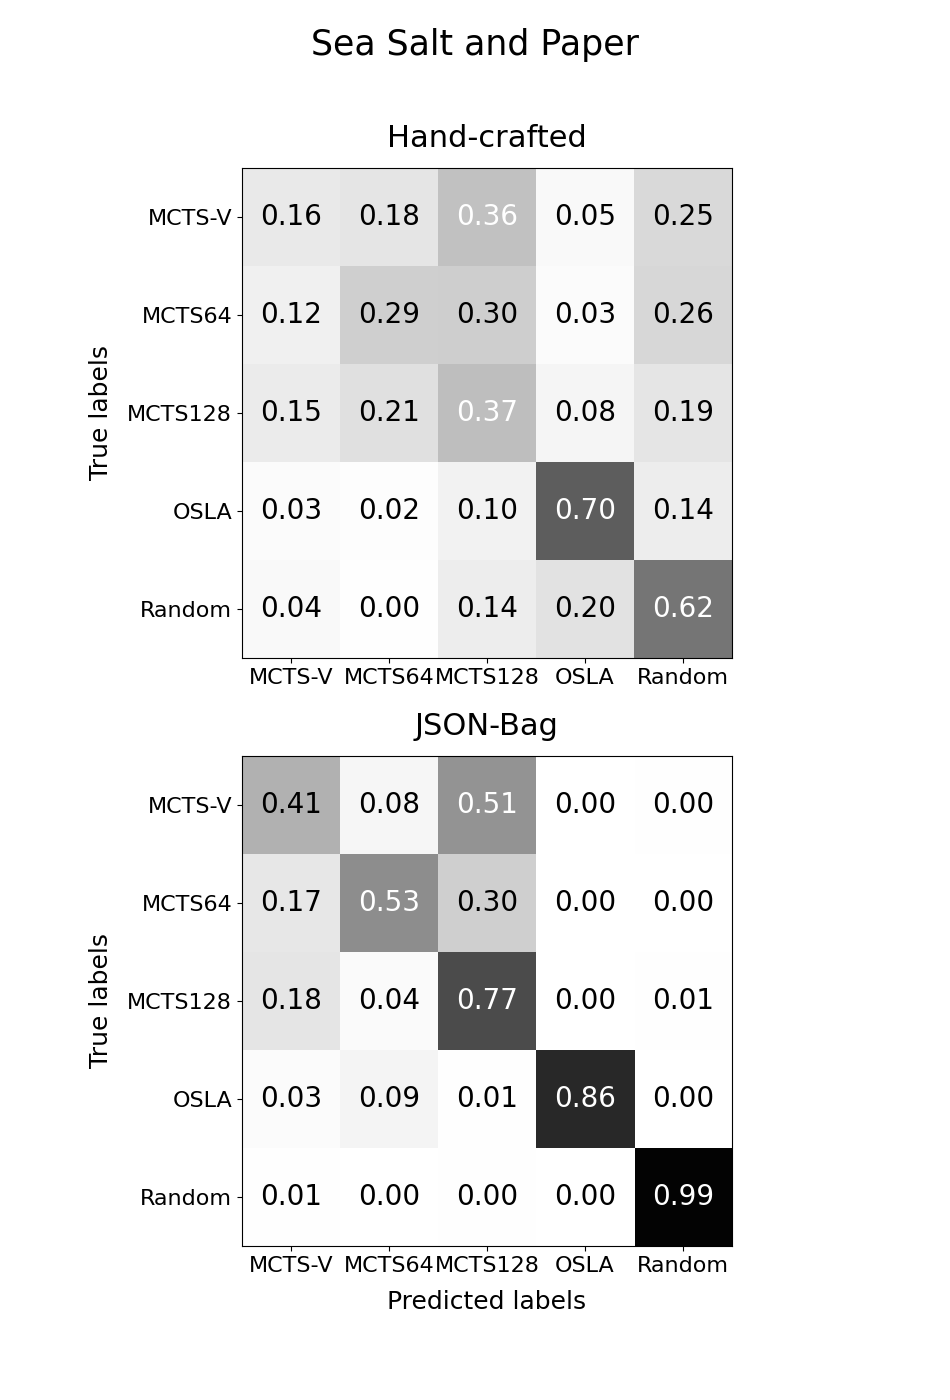 Sea Salt and Paper
Hand-crafted
True labels
MCTS-V 0.16 0.18 0.36 0.05 0.25
MCTS64 0.12 0.29 0.30 0.03 0.26
MCTS128 0.15 0.21 0.37 0.08 0.19
OSLA 0.03 0.02 0.10 0.70 0.14
Random 0.04 0.00 0.14 0.20 0.62
MCTS-V MCTS64 MCTS128 OSLA Random
JSON-Bag
True labels
MCTS-V 0.41 0.08 0.51 0.00 0.00
MCTS64 0.17 0.53 0.30 0.00 0.00
MCTS128 0.18 0.04 0.77 0.00 0.01
OSLA 0.03 0.09 0.01 0.86 0.00
Random 0.01 0.00 0.00 0.00 0.99
MCTS-V MCTS64 MCTS128 OSLA Random
Predicted labels